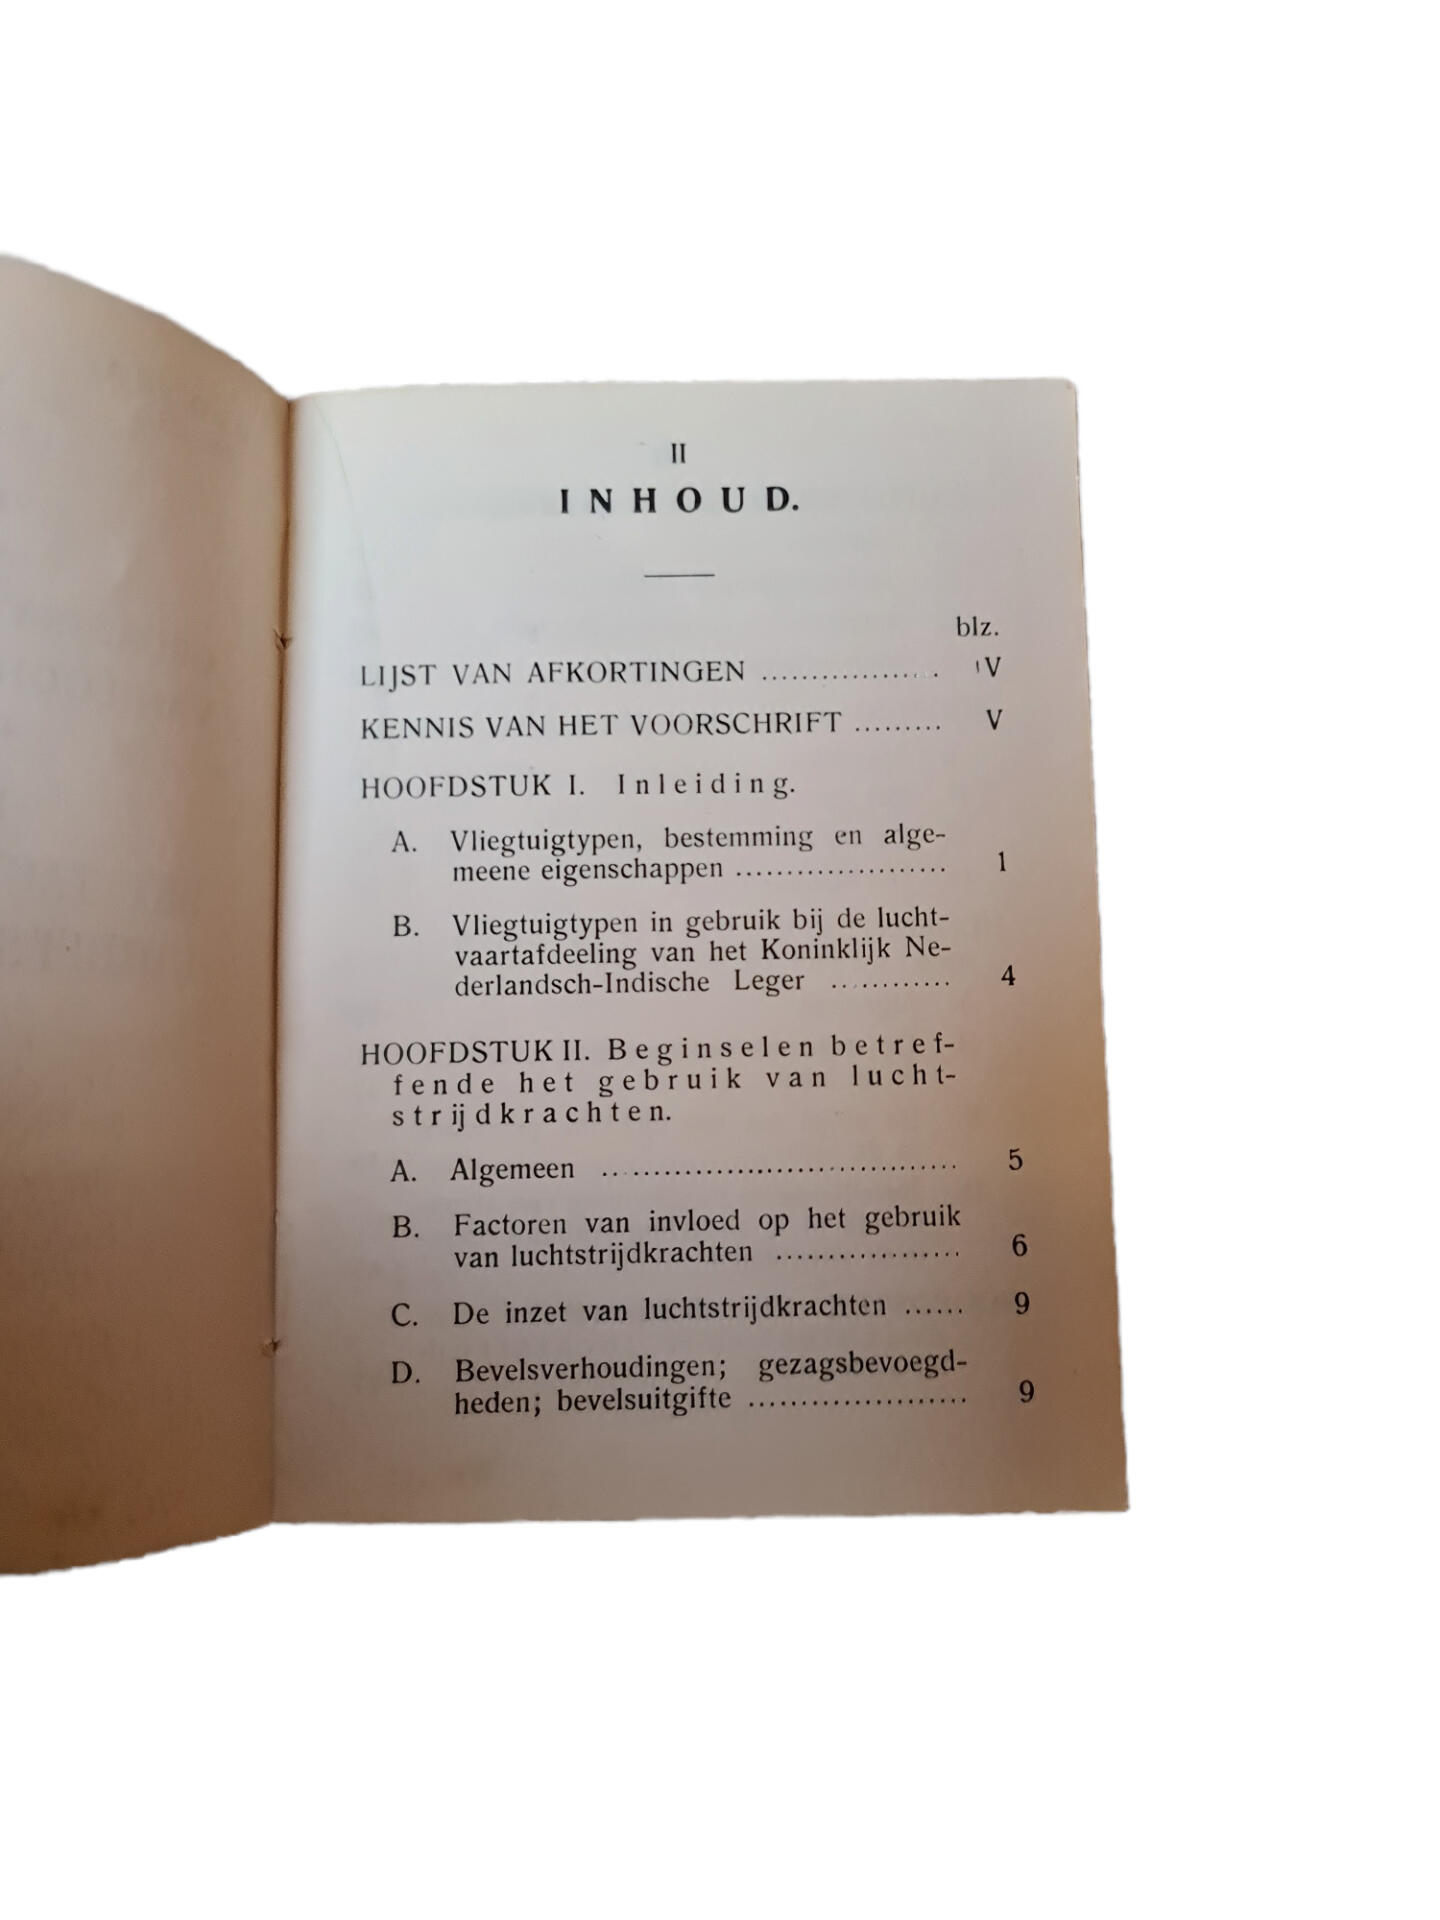 II
INHOUD.
blz.
LIJST VAN AFKORTINGEN .................. IV
KENNIS VAN HET VOORSCHRIFT ......... V
HOOFDSTUK I. Inleiding.
A. Vliegtuigtypen, bestemming en alge-
meene eigenschappen ..................... 1
B. Vliegtuigtypen in gebruik bij de lucht-
vaartafdeeling van het Koninklijk Ne-
derlandsch-Indische Leger ............ 4
HOOFDSTUK II. Beginselen betref-
fende het gebruik van lucht-
strijdkrachten.
A. Algemeen ................................... 5
B. Factoren van invloed op het gebruik
van luchtstrijdkrachten .................. 6
C. De inzet van luchtstrijdkrachten ...... 9
D. Bevelsverhoudingen; gezagsbevoegd-
heden; bevelsuitgifte ..................... 9